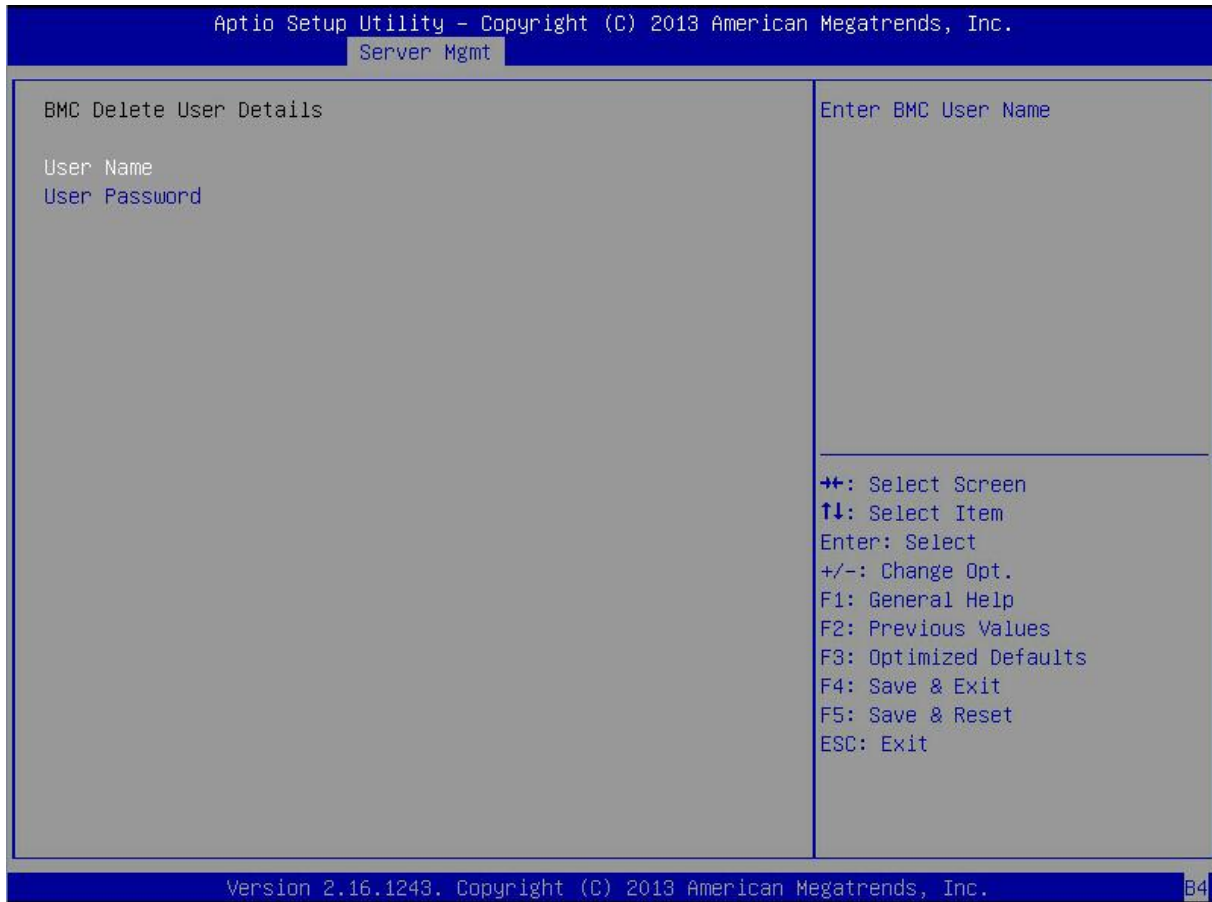 Aptio Setup Utility – Copyright (C) 2013 American Megatrends, Inc.
Server Mgmt
BMC Delete User Details
User Name
User Password
Enter BMC User Name
→←: Select Screen
↑↓: Select Item
Enter: Select
+/-: Change Opt.
F1: General Help
F2: Previous Values
F3: Optimized Defaults
F4: Save & Exit
F5: Save & Reset
ESC: Exit
Version 2.16.1243. Copyright (C) 2013 American Megatrends, Inc.
B4